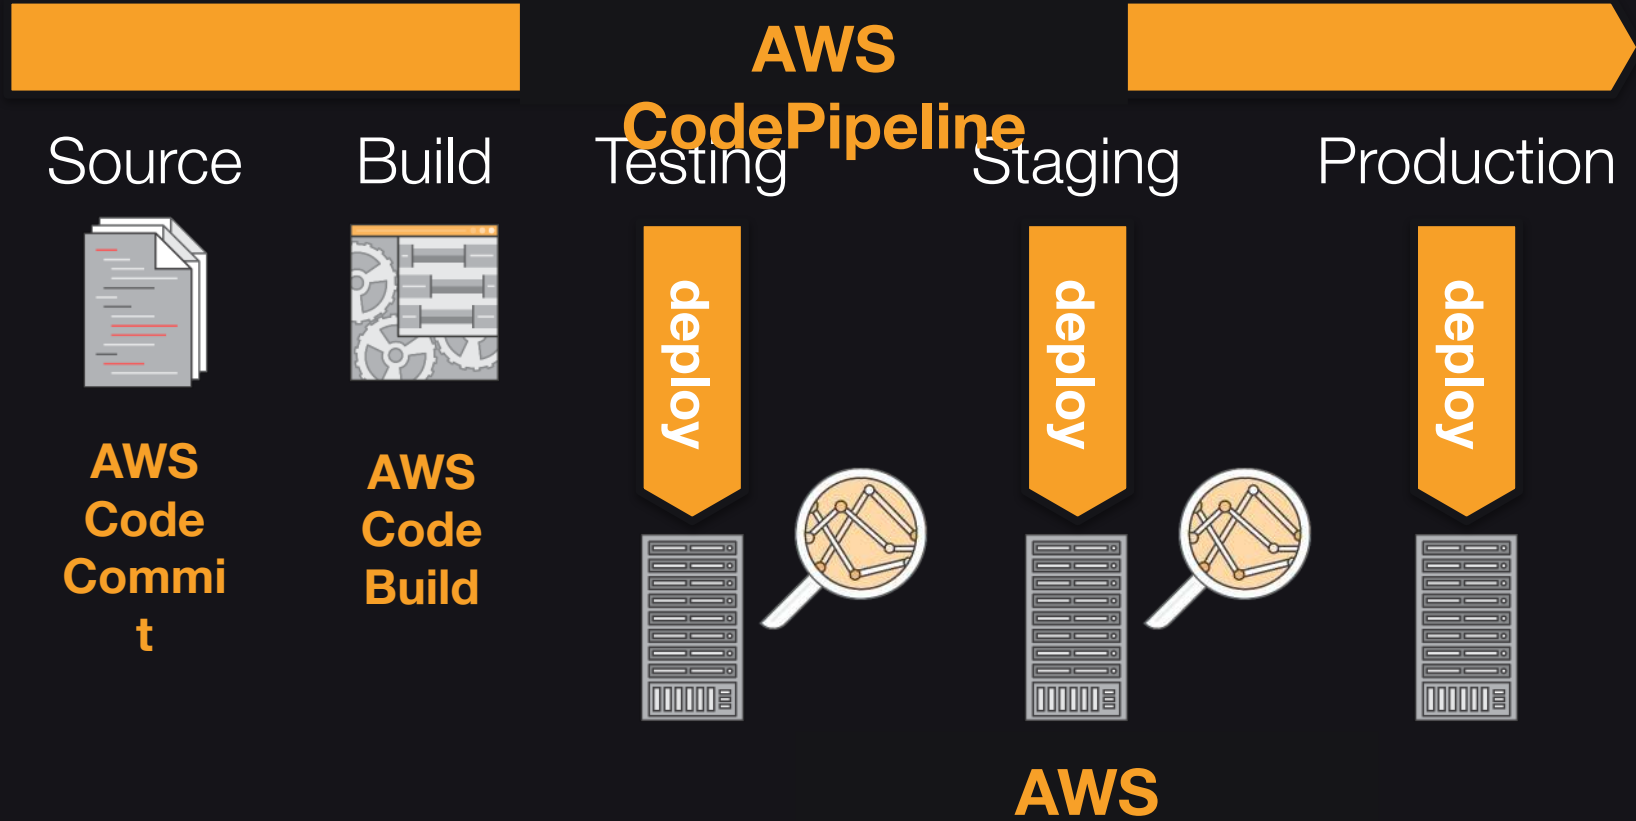 AWS
CodePipeline
Source
Build
Testing
Staging
Production
deploy
deploy
deploy
AWS
Code
Commi
t
AWS
Code
Build
AWS